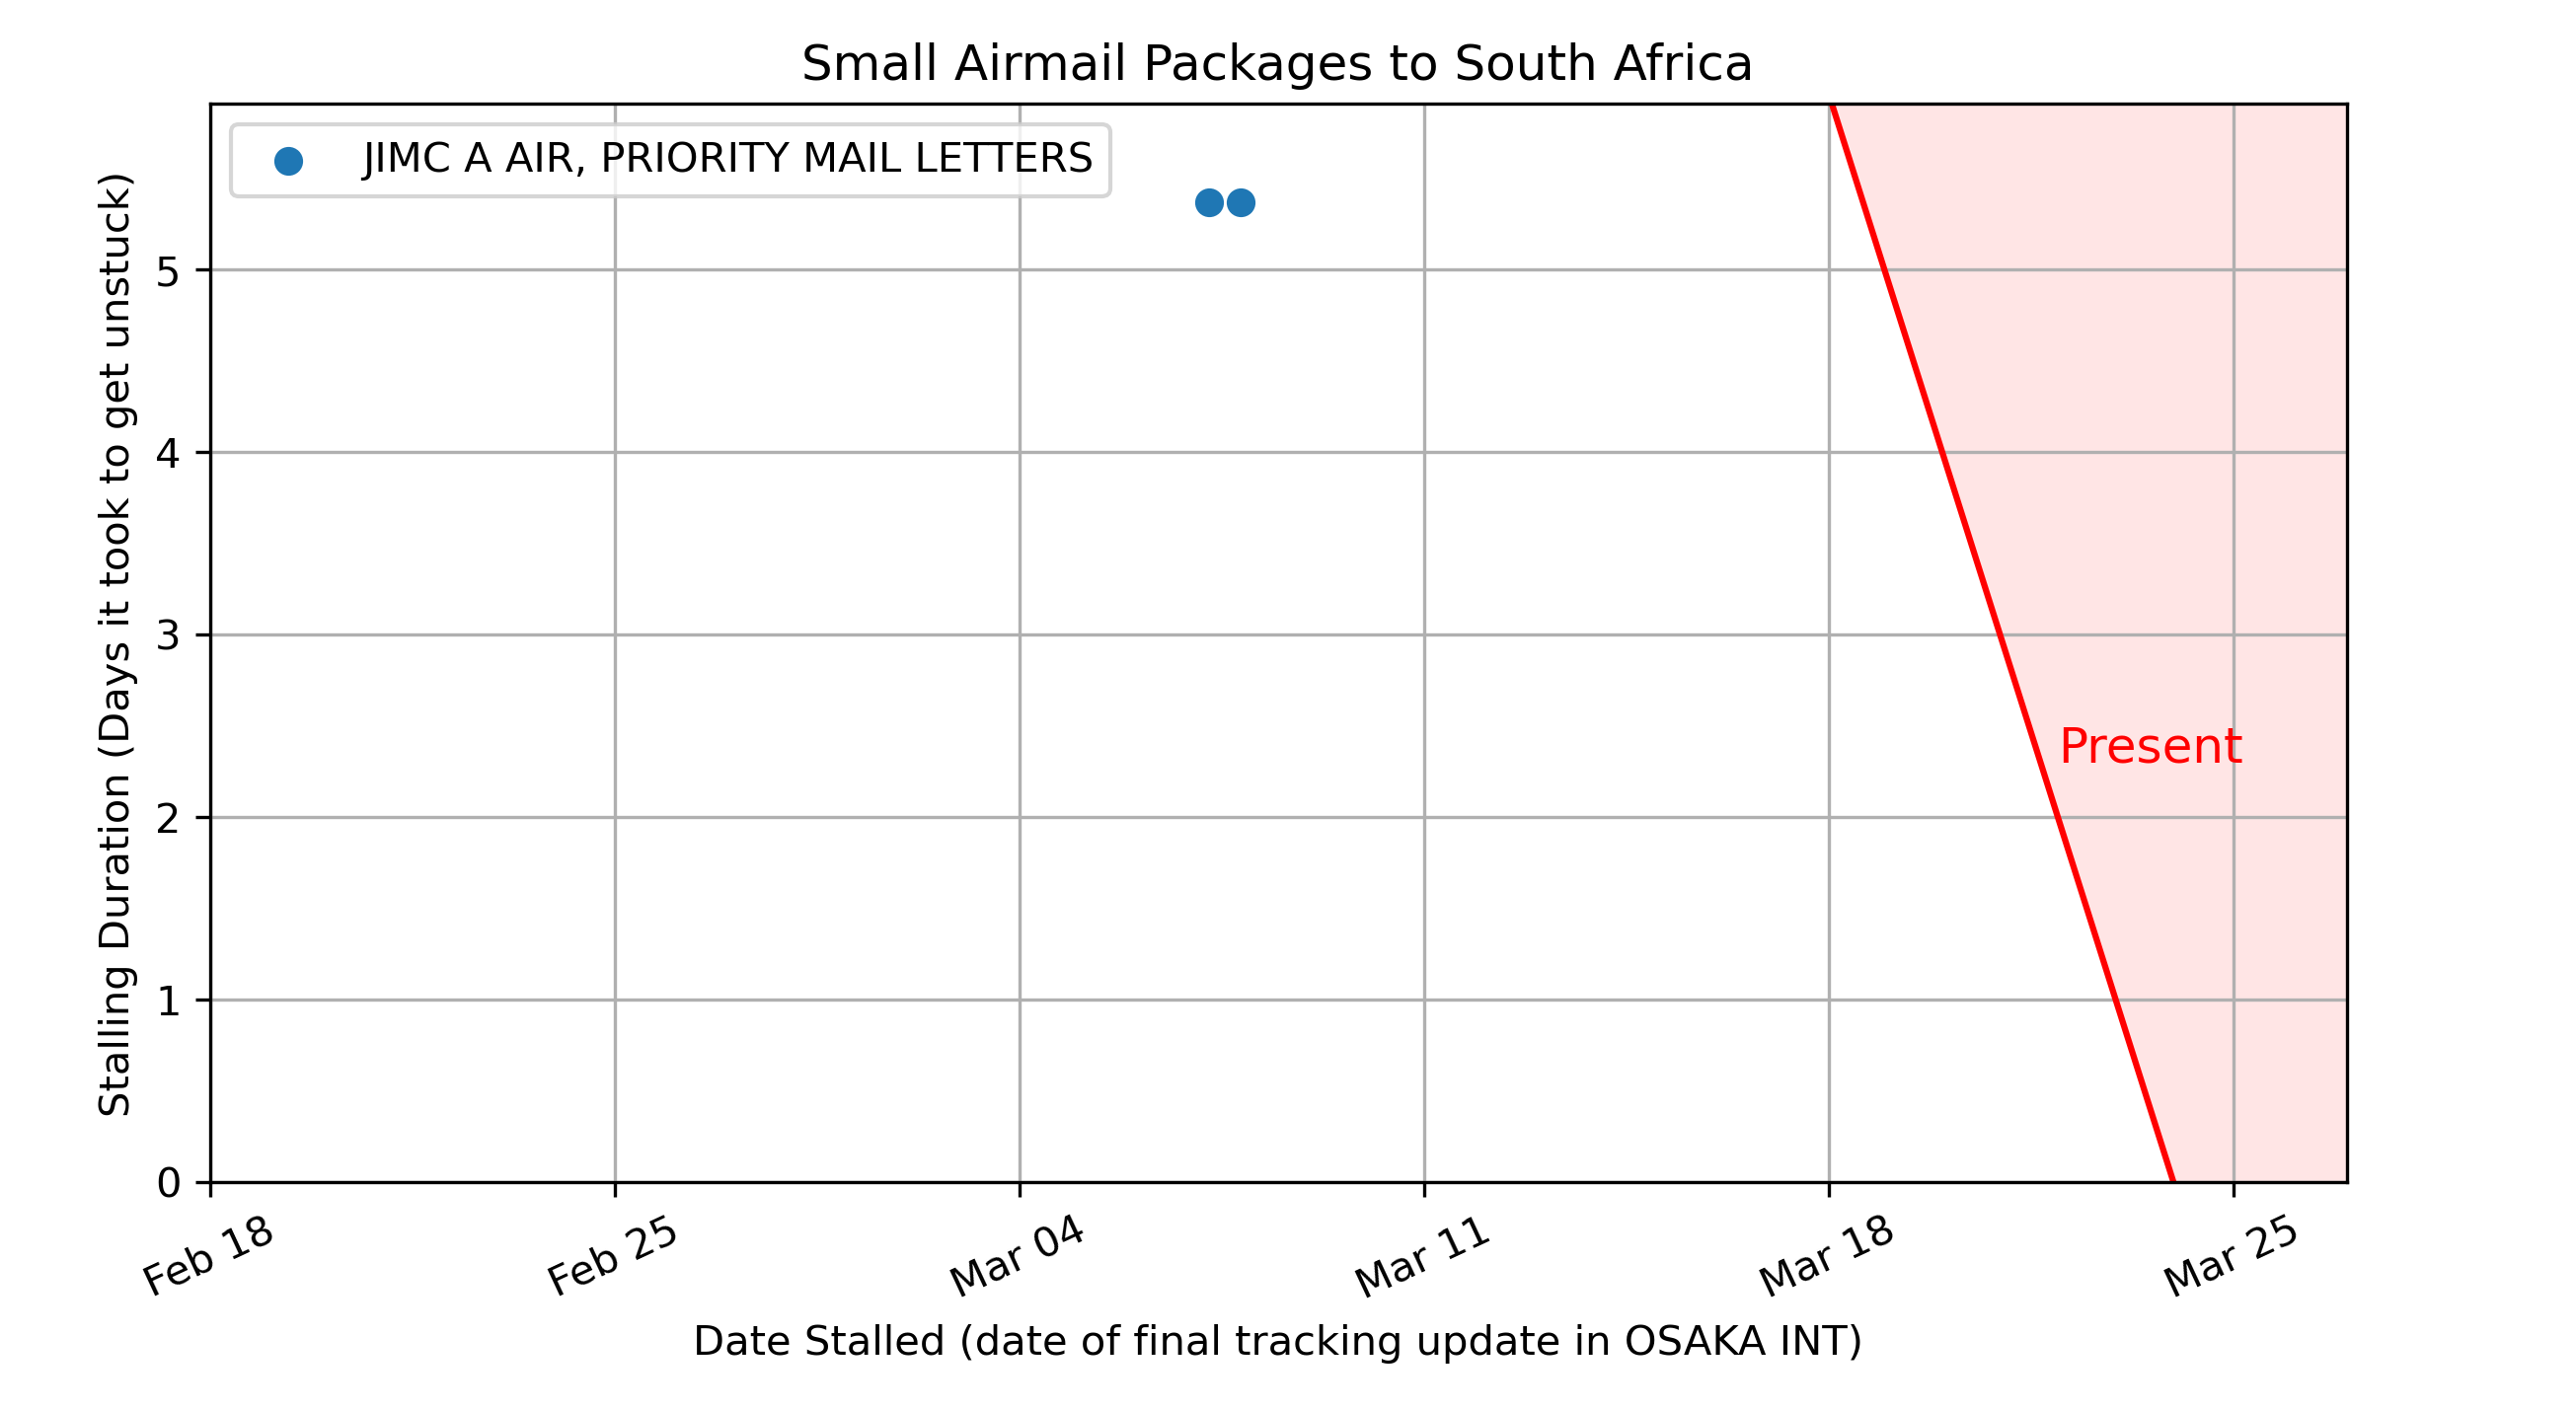 Small Airmail Packages to South Africa
JIMC A AIR, PRIORITY MAIL LETTERS
Stalling Duration (Days it took to get unstuck)
5
4
3
2
1
0
Present
Feb 18
Feb 25
Mar 04
Mar 11
Mar 18
Mar 25
Date Stalled (date of final tracking update in OSAKA INT)